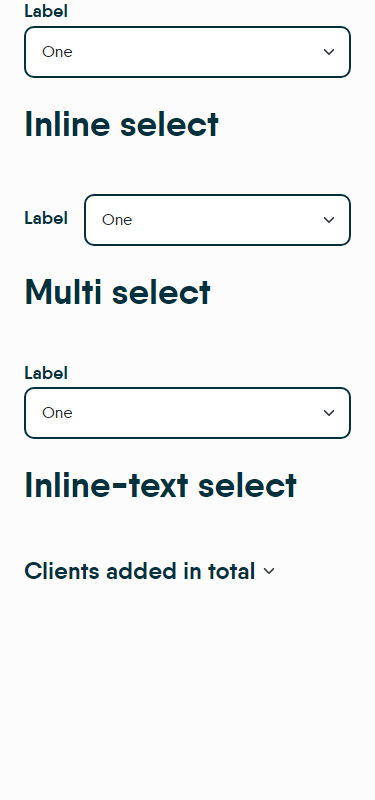 Label
One
Inline select
Label
One
Multi select
Label
One
Inline-text select
Clients added in total